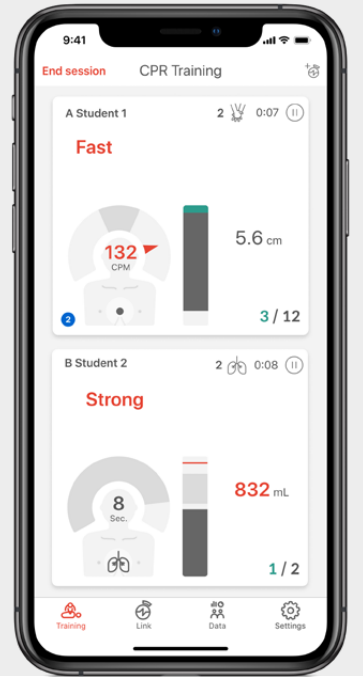 9:41
End session CPR Training
A Student 1 2 0:07
Fast
132
CPM
5.6 cm
2
3 / 12
B Student 2 2 0:08
Strong
8
Sec.
832 mL
1 / 2
Training Link Data Settings